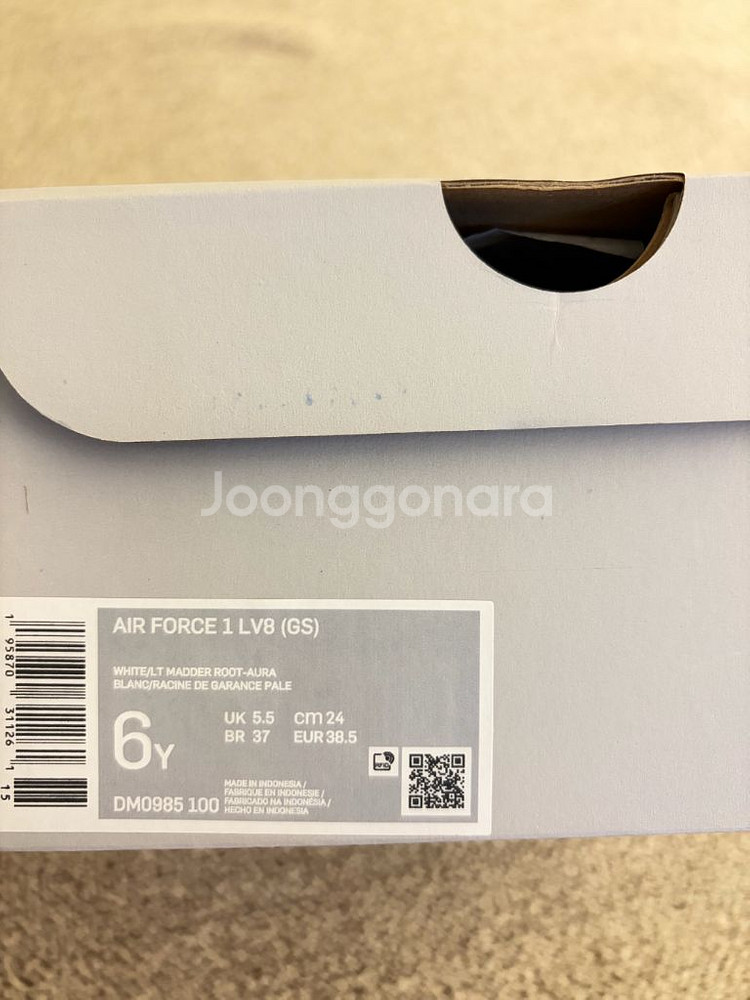 Joonggonara
AIR FORCE 1 LV8 (GS)
WHITE/LT MADDER ROOT-AURA
BLANC/RACINE DE GARANCE PALE
6Y
UK 5.5 cm 24
BR 37 EUR 38.5
RFID
DM0985 100
MADE IN INDONESIA /
FABRIQUE EN INDONESIE /
FABRICADO NA INDONÉSIA /
HECHO EN INDONESIA
1 95870 31126 1 15